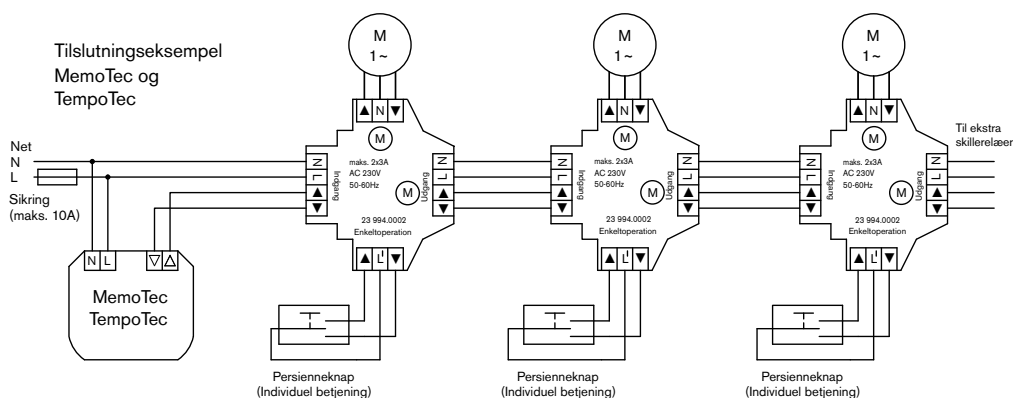 Tilslutningseksempel
MemoTec og
TempoTec
Net
N
L
Sikring
(maks. 10A)
N L
MemoTec
TempoTec
M
1~
N
M
maks. 2x3A
AC 230V
50-60Hz
N
L
Indgang
M
Udgang
N
L
23 994.0002
Enkeltoperation
L'
Persienneknap
(Individuel betjening)
M
1~
N
M
maks. 2x3A
AC 230V
50-60Hz
N
L
Indgang
M
Udgang
N
L
23 994.0002
Enkeltoperation
L'
Persienneknap
(Individuel betjening)
M
1~
N
M
maks. 2x3A
AC 230V
50-60Hz
N
L
Indgang
M
Udgang
N
L
23 994.0002
Enkeltoperation
L'
Persienneknap
(Individuel betjening)
Til ekstra
skillerelæer